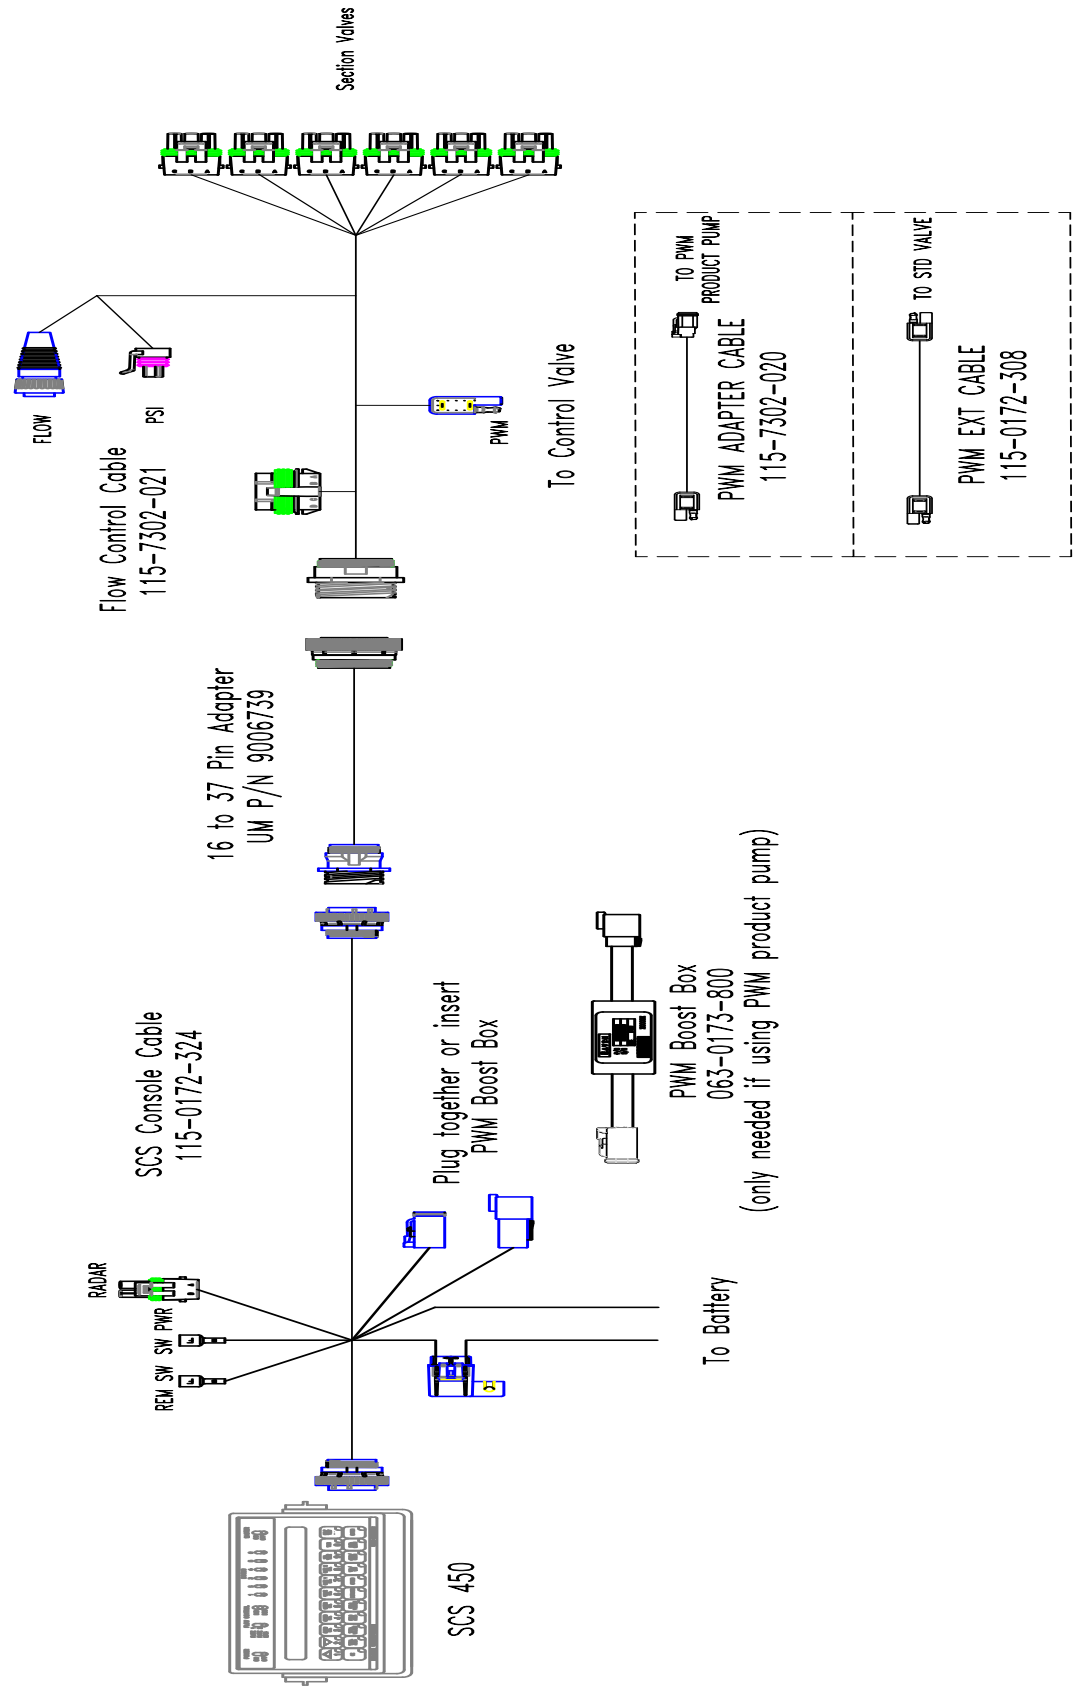 SCS 450
REM SW
SW PWR
RADAR
SCS Console Cable
115-0172-324
To Battery
Plug together or insert
PWM Boost Box
PWM Boost Box
063-0173-800
(only needed if using PWM product pump)
16 to 37 Pin Adapter
UM P/N 9006739
Flow Control Cable
115-7302-021
FLOW
PSI
PWM
To Control Valve
Section Valves
TO PWM
PRODUCT PUMP
PWM ADAPTER CABLE
115-7302-020
TO STD VALVE
PWM EXT CABLE
115-0172-308